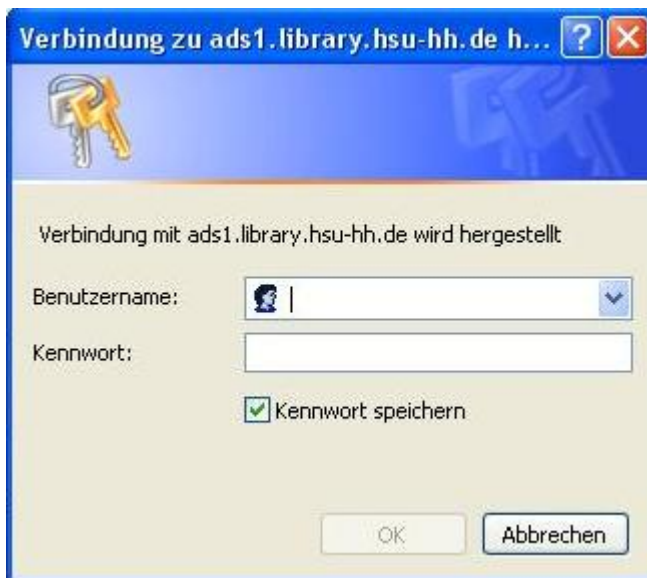 Verbindung zu ads1.library.hsu-hh.de h...
Verbindung mit ads1.library.hsu-hh.de wird hergestellt
Benutzername:
Kennwort:
Kennwort speichern
OK
Abbrechen